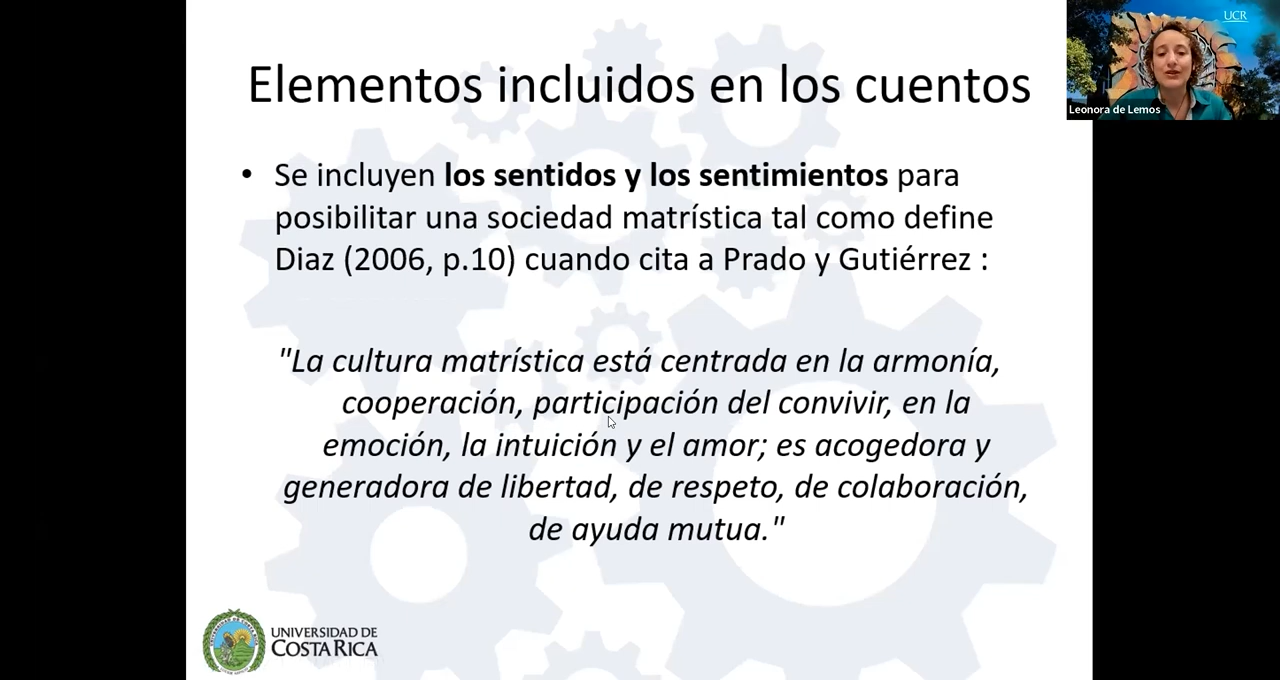 Elementos incluidos en los cuentos
UCR
Leonora de Lemos
• Se incluyen los sentidos y los sentimientos para
posibilitar una sociedad matrística tal como define
Diaz (2006, p.10) cuando cita a Prado y Gutiérrez :
"La cultura matrística está centrada en la armonía,
cooperación, participación del convivir, en la
emoción, la intuición y el amor; es acogedora y
generadora de libertad, de respeto, de colaboración,
de ayuda mutua."
UNIVERSIDAD DE
COSTA RICA